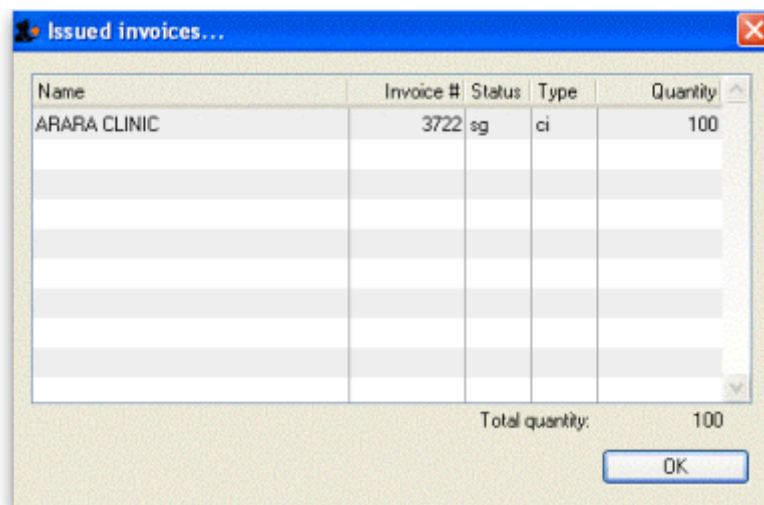 Issued invoices...
Name Invoice # Status Type Quantity
ARARA CLINIC 3722 sg ci 100
Total quantity: 100
OK